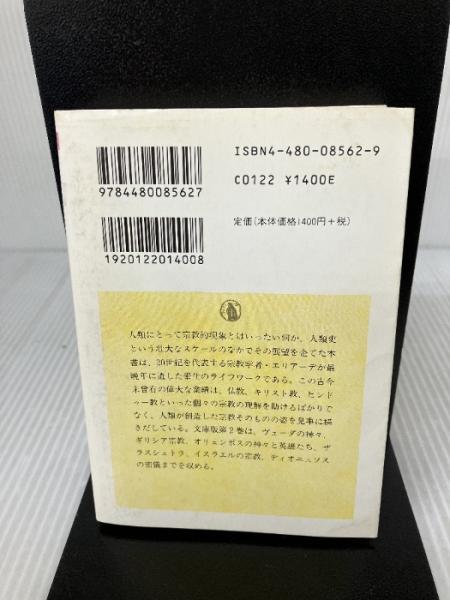 ISBN4-480-08562-9
9784480085627
C0122 ¥1400E
定価(本体価格1400円+税)
1920122014008
人類にとって宗教的現象とはいったい何か。人類史
という壮大なスケールのなかでその展望を企てた本
書は、20世紀を代表する宗教学者・エリアーデが最
晩年に遺した畢生のライフワークである。この古今
未曾有の偉大な業績は、仏教、キリスト教、ヒンド
ゥー教といった個々の宗教の理解を助けるばかりで
なく、人類が創造した宗教そのものの姿を見事に描
きだしている。文庫版第2巻は、ヴェーダの神々、
ギリシア宗教、オリュンポスの神々と英雄たち、ザ
ラスシュトラ、イスラエルの宗教、ディオニュソス
の密儀までを収める。